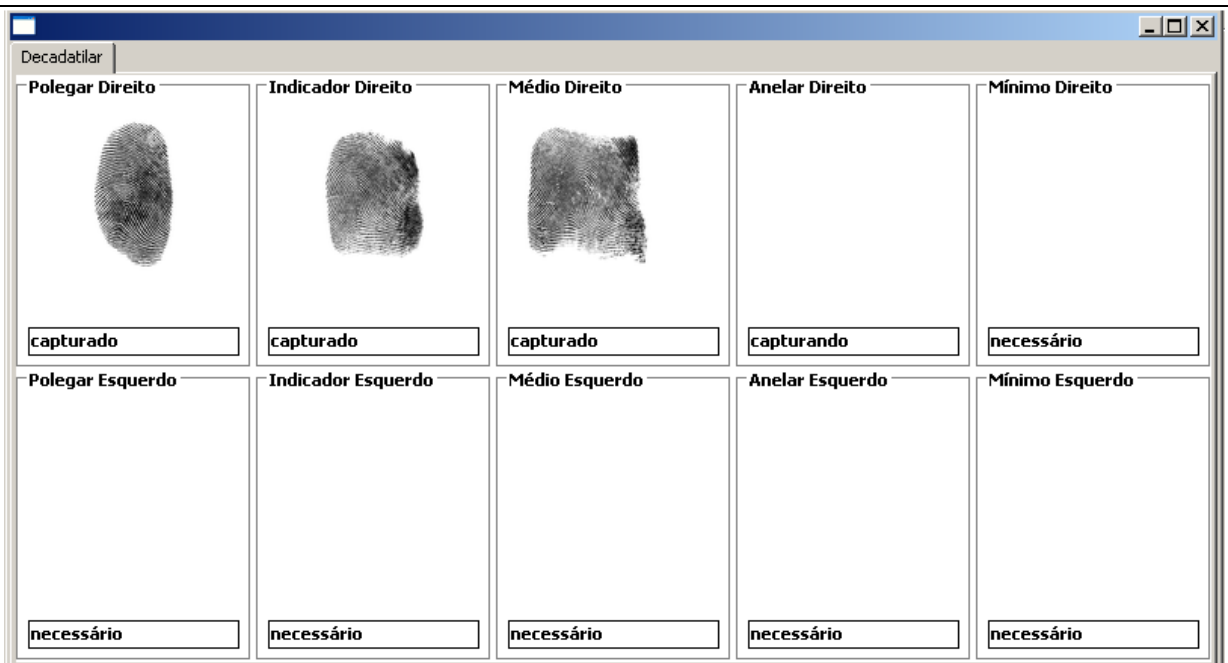 Decadatilar
Polegar Direito Indicador Direito Médio Direito Anelar Direito Mínimo Direito
capturado capturado capturado capturando necessário
Polegar Esquerdo Indicador Esquerdo Médio Esquerdo Anelar Esquerdo Mínimo Esquerdo
necessário necessário necessário necessário necessário